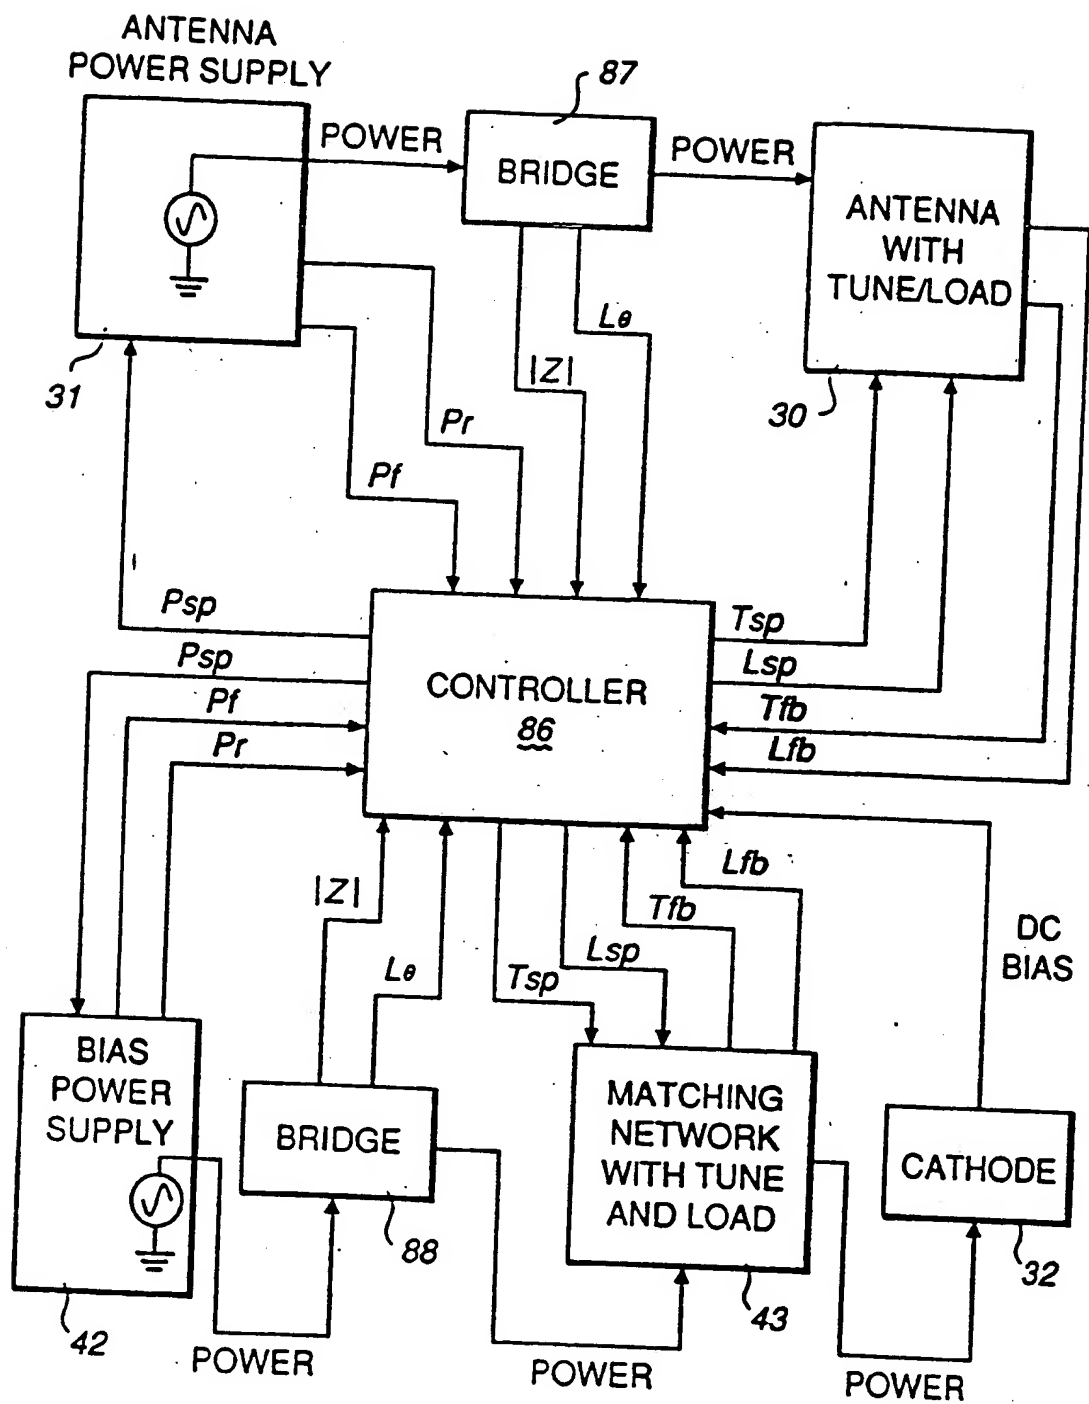 ANTENNA
POWER SUPPLY
87
POWER
BRIDGE
POWER
ANTENNA
WITH
TUNE/LOAD
31
30
Lθ
|Z|
Pr
Pf
Psp
Psp
Pf
Pr
CONTROLLER
86
Tsp
Lsp
Tfb
Lfb
|Z|
Lθ
Tsp
Lsp
Tfb
Lfb
DC
BIAS
BIAS
POWER
SUPPLY
BRIDGE
MATCHING
NETWORK
WITH TUNE
AND LOAD
CATHODE
42
88
43
32
POWER
POWER
POWER